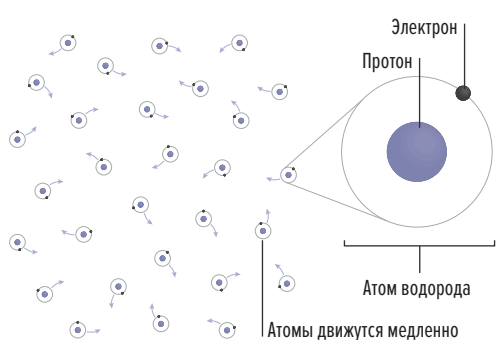 Электрон
Протон
Атом водорода
Атомы движутся медленно